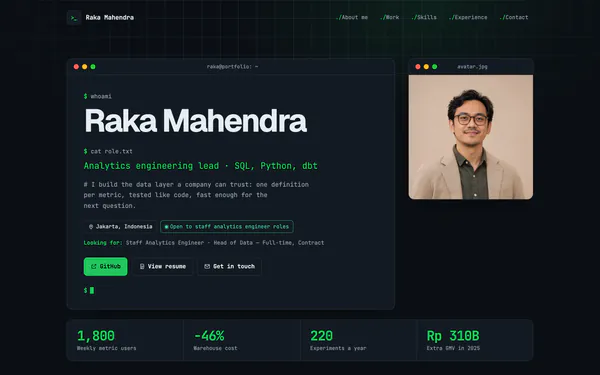 >_ Raka Mahendra
./About me ./Work ./Skills ./Experience ./Contact
raka@portfolio: ~
$ whoami
Raka Mahendra
$ cat role.txt
Analytics engineering lead · SQL, Python, dbt
# I build the data layer a company can trust: one definition
per metric, tested like code, fast enough for the
next question.
Jakarta, Indonesia
Open to staff analytics engineer roles
Looking for: Staff Analytics Engineer · Head of Data — Full-time, Contract
GitHub
View resume
Get in touch
$
avatar.jpg
1,800
Weekly metric users
-46%
Warehouse cost
220
Experiments a year
Rp 310B
Extra GMV in 2025